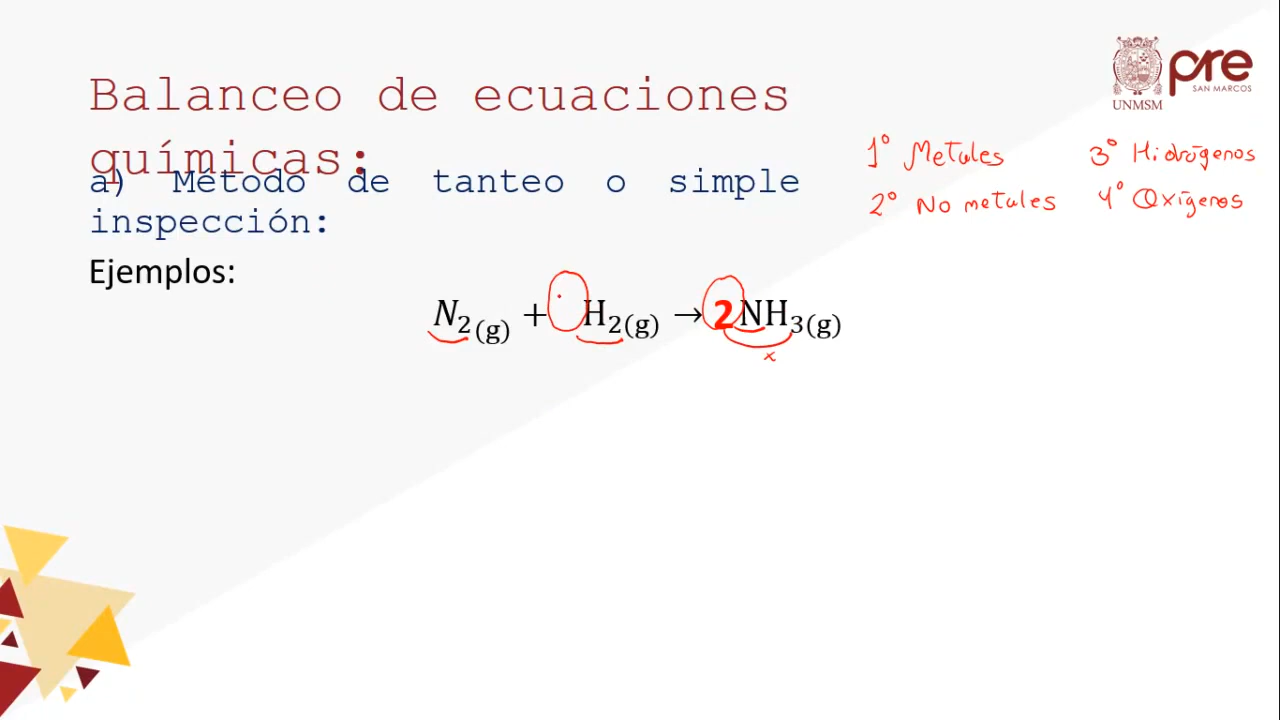 Balanceo de ecuaciones
químicas:
a) Método de tanteo o simple
inspección:
Ejemplos:
pre
SAN MARCOS
UNMSM
1° Metales
3° Hidrógenos
2° No metales
4° Oxígenos
N₂(g) + H₂(g) → 2NH₃(g)
x